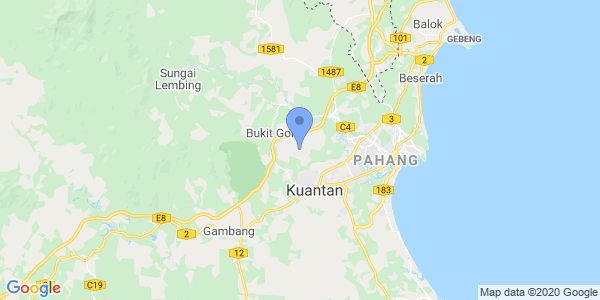 Balok
101
GEBENG
1581
2
Sungai
Lembing
1487
Beserah
E8
3
C4
Bukit Go
PAHANG
Kuantan
183
E8
2
Gambang
12
C19
Google
Map data ©2020 Google